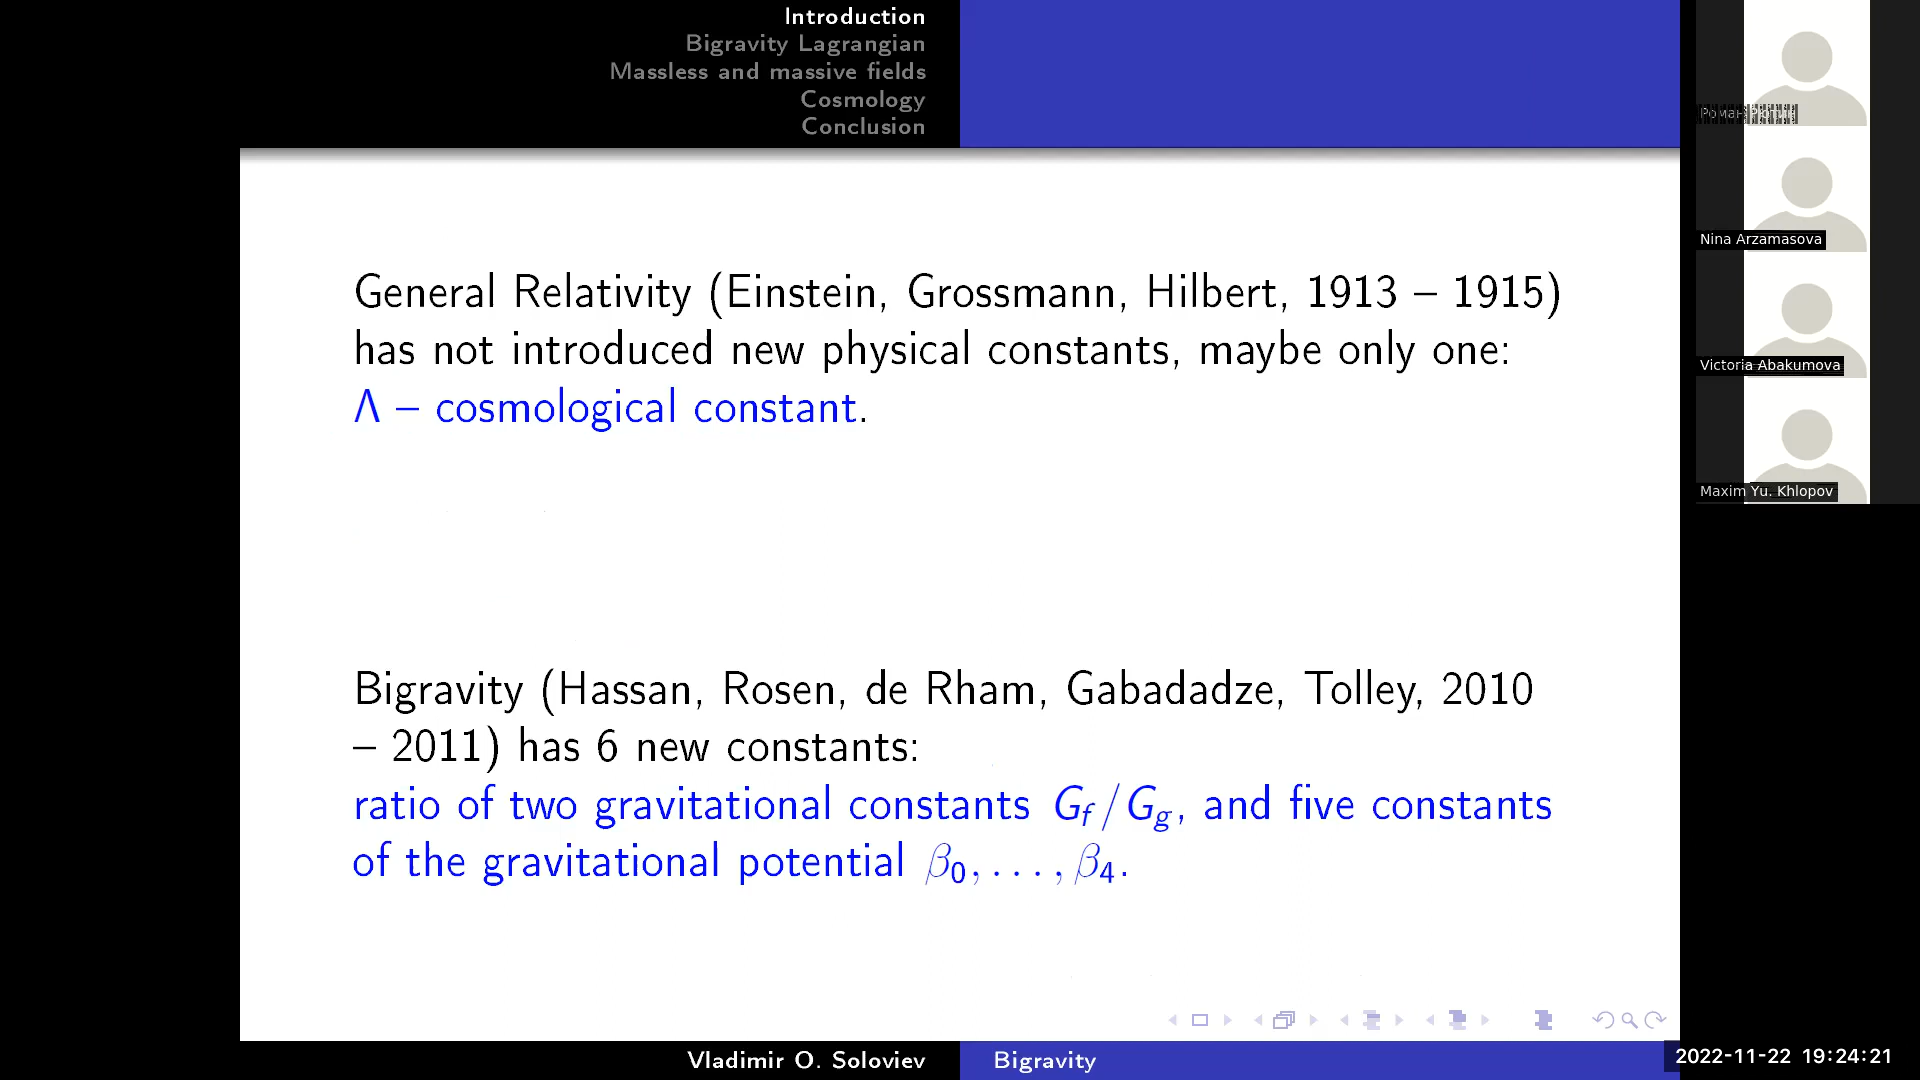 Introduction
Bigravity Lagrangian
Massless and massive fields
Cosmology
Conclusion
General Relativity (Einstein, Grossmann, Hilbert, 1913 – 1915)
has not introduced new physical constants, maybe only one:
Λ – cosmological constant.
Bigravity (Hassan, Rosen, de Rham, Gabadadze, Tolley, 2010
– 2011) has 6 new constants:
ratio of two gravitational constants G_f/G_g, and five constants
of the gravitational potential β₀, . . . , β₄.
Vladimir O. Soloviev
Bigravity
Роман
Nina Arzamasova
Victoria Abakumova
Maxim Yu. Khlopov
2022-11-22 19:24:21